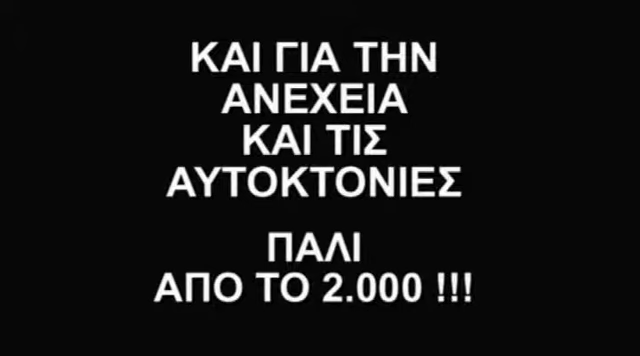 ΚΑΙ ΓΙΑ ΤΗΝ
ΑΝΕΧΕΙΑ
ΚΑΙ ΤΙΣ
ΑΥΤΟΚΤΟΝΙΕΣ
ΠΑΛΙ
ΑΠΟ ΤΟ 2.000 !!!